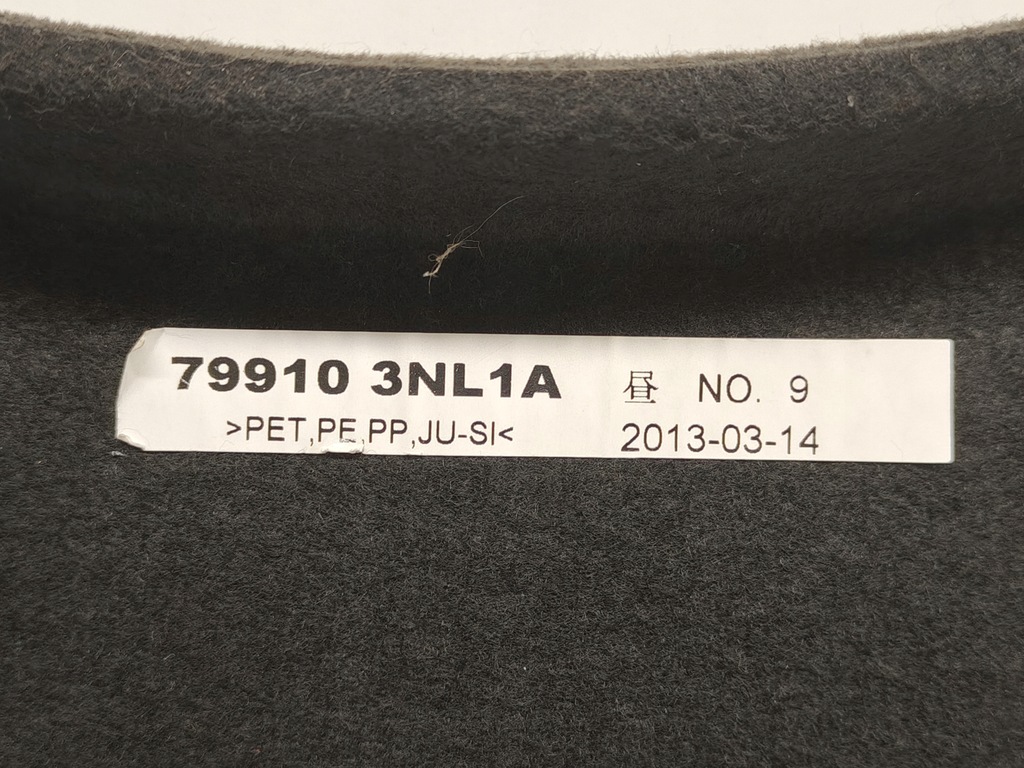 79910 3NL1A 昼 NO. 9
>PET,PE,PP,JU-SI< 2013-03-14